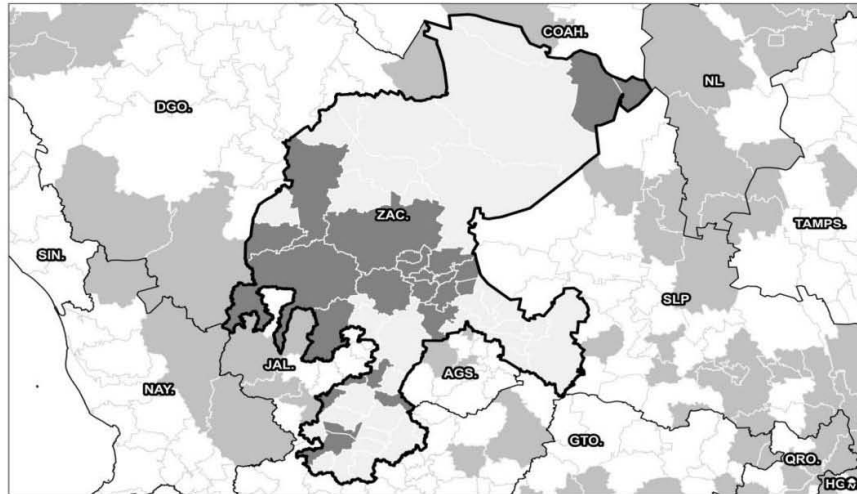 COAH.
NL
DGO.
ZAC.
TAMPS.
SIN.
SLP
JAL.
AGS.
NAY.
GTO.
QRO.